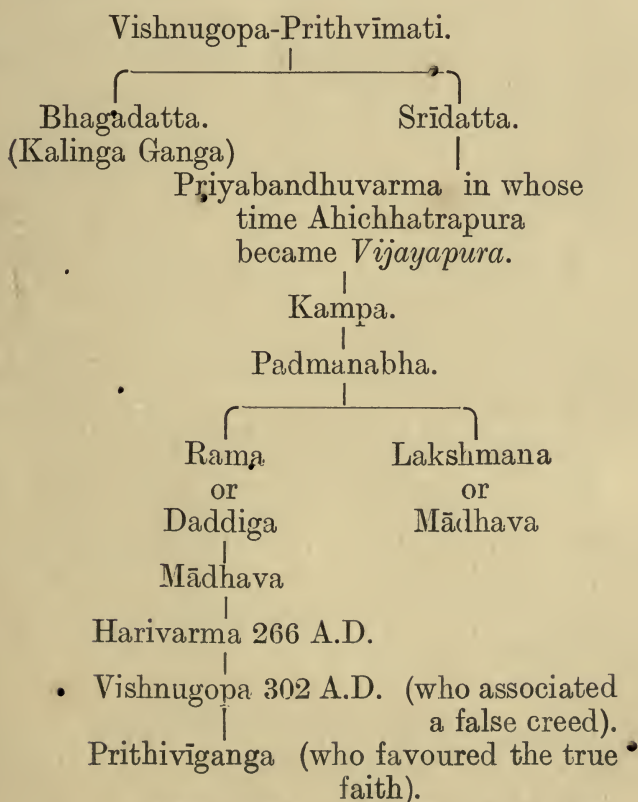 Vishnugopa-Prithvīmati.
Bhagadatta. Srīdatta.
(Kalinga Ganga)
Priyabandhuvarma in whose
time Ahichhatrapura
became Vijayapura.
Kampa.
Padmanabha.
Rama Lakshmana
or or
Daddiga Mādhava
Mādhava
Harivarma 266 A.D.
Vishnugopa 302 A.D. (who associated
a false creed).
Prithivīganga (who favoured the true
faith).